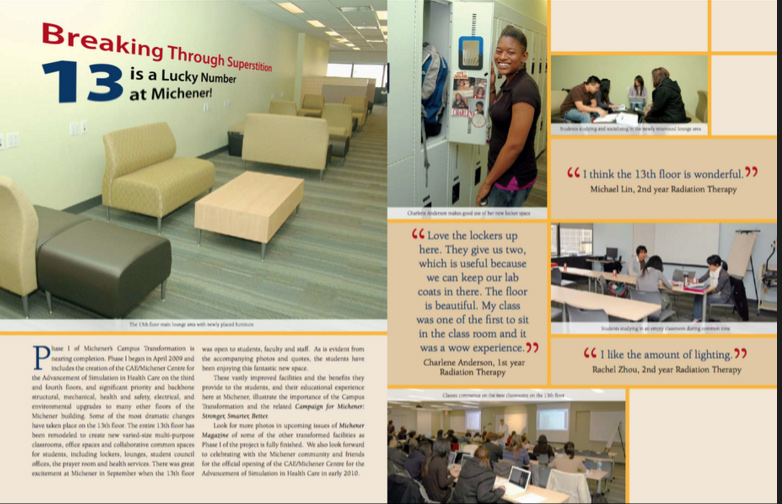 Breaking Through Superstition
13 is a Lucky Number
at Michener!
The 13th floor main lounge area with newly placed furniture
Phase I of Michener's Campus Transformation is
nearing completion. Phase I began in April 2009 and
includes the creation of the CAE/Michener Centre for
the Advancement of Simulation in Health Care on the third
and fourth floors, and significant priority and backbone
structural, mechanical, health and safety, electrical, and
environmental upgrades to many other floors of the
Michener building. Some of the most dramatic changes
have taken place on the 13th floor. The entire 13th floor has
been remodeled to create new varied-size multi-purpose
classrooms, office spaces and collaborative common spaces
for students, including lockers, lounges, student council
offices, the prayer room and health services. There was great
excitement at Michener in September when the 13th floor
was open to students, faculty and staff. As is evident from
the accompanying photos and quotes, the students have
been enjoying this fantastic new space.
These vastly improved facilities and the benefits they
provide to the students, and their educational experience
here at Michener, illustrate the importance of the Campus
Transformation and the related Campaign for Michener:
Stronger, Smarter, Better.
Look for more photos in upcoming issues of Michener
Magazine of some of the other transformed facilities as
Phase I of the project is fully finished. We also look forward
to celebrating with the Michener community and friends
for the official opening of the CAE/Michener Centre for the
Advancement of Simulation in Health Care in early 2010.
CHARLENE
Charlene Anderson makes good use of her new locker space
“Love the lockers up
here. They give us two,
which is useful because
we can keep our lab
coats in there. The floor
is beautiful. My class
was one of the first to sit
in the class room and it
was a wow experience.”
Charlene Anderson, 1st year
Radiation Therapy
Classes commence on the new classrooms on the 13th floor
Students studying and socializing in the newly renovated lounge area
“I think the 13th floor is wonderful.”
Michael Lin, 2nd year Radiation Therapy
Students studying in an empty classroom during common time
“I like the amount of lighting.”
Rachel Zhou, 2nd year Radiation Therapy